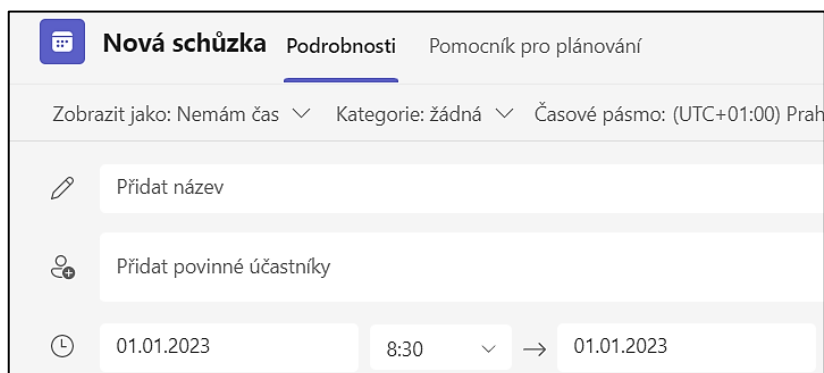 Nová schůzka Podrobnosti Pomocník pro plánování
Zobrazit jako: Nemám čas Kategorie: žádná Časové pásmo: (UTC+01:00) Prah
Přidat název
Přidat povinné účastníky
01.01.2023 8:30 → 01.01.2023